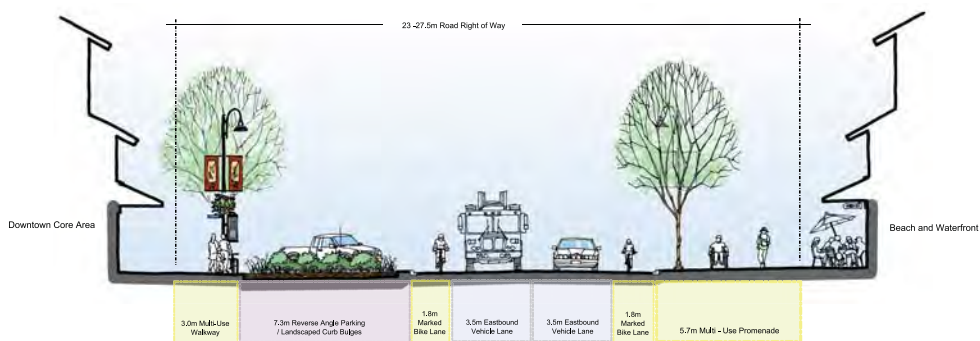 23 -27.5m Road Right of Way
Downtown Core Area
Beach and Waterfront
3.0m Multi-Use
Walkway
7.3m Reverse Angle Parking
/ Landscaped Curb Bulges
1.8m
Marked
Bike Lane
3.5m Eastbound
Vehicle Lane
3.5m Eastbound
Vehicle Lane
1.8m
Marked
Bike Lane
5.7m Multi - Use Promenade